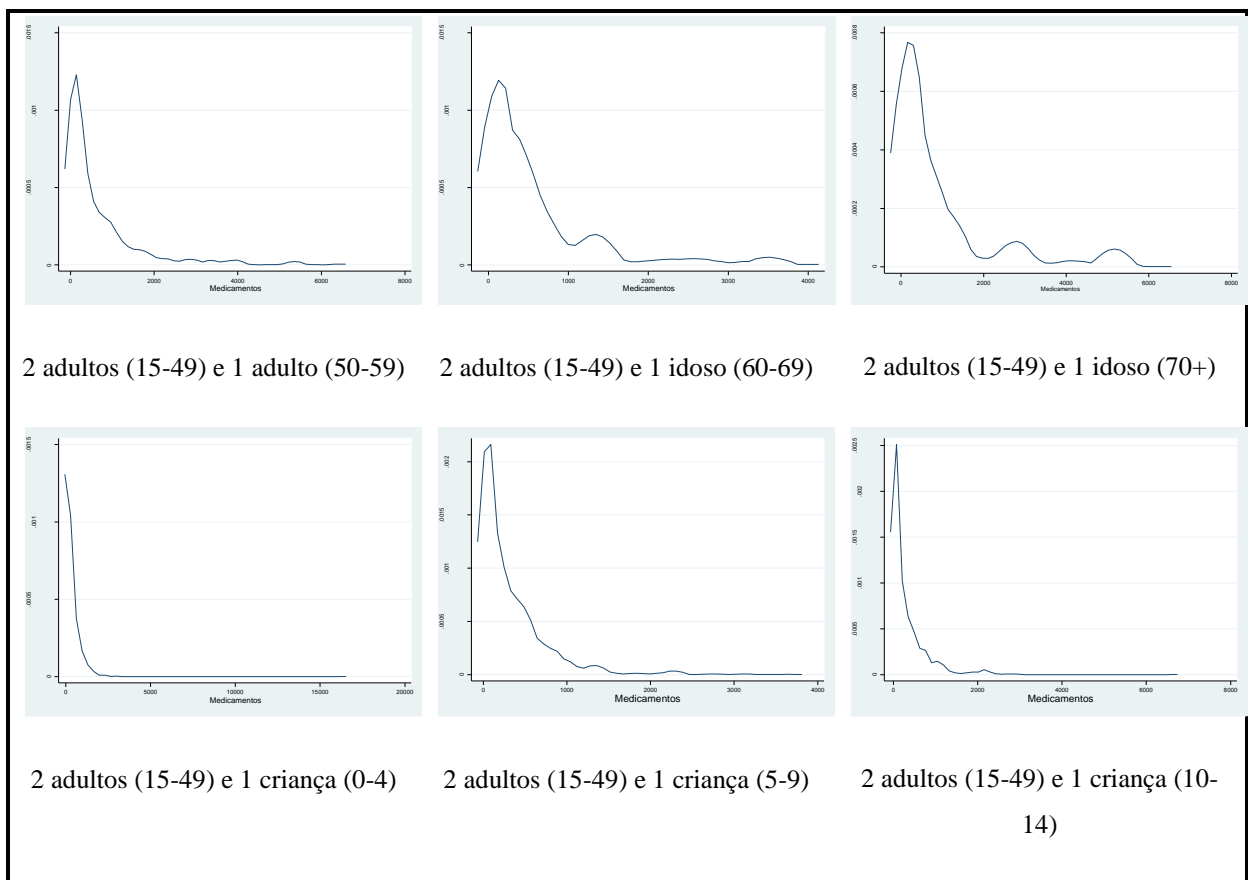 .0015
.001
.0005
0
0 2000 4000 6000 8000
Medicamentos
.0015
.001
.0005
0
0 1000 2000 3000 4000
Medicamentos
.0008
.0006
.0004
.0002
0
0 2000 4000 6000 8000
Medicamentos
2 adultos (15-49) e 1 adulto (50-59)
2 adultos (15-49) e 1 idoso (60-69)
2 adultos (15-49) e 1 idoso (70+)
.0015
.001
.0005
0
0 5000 10000 15000 20000
Medicamentos
.002
.0015
.001
.0005
0
0 1000 2000 3000 4000
Medicamentos
.0025
.002
.0015
.001
.0005
0
0 2000 4000 6000 8000
Medicamentos
2 adultos (15-49) e 1 criança (0-4)
2 adultos (15-49) e 1 criança (5-9)
2 adultos (15-49) e 1 criança (10-
14)